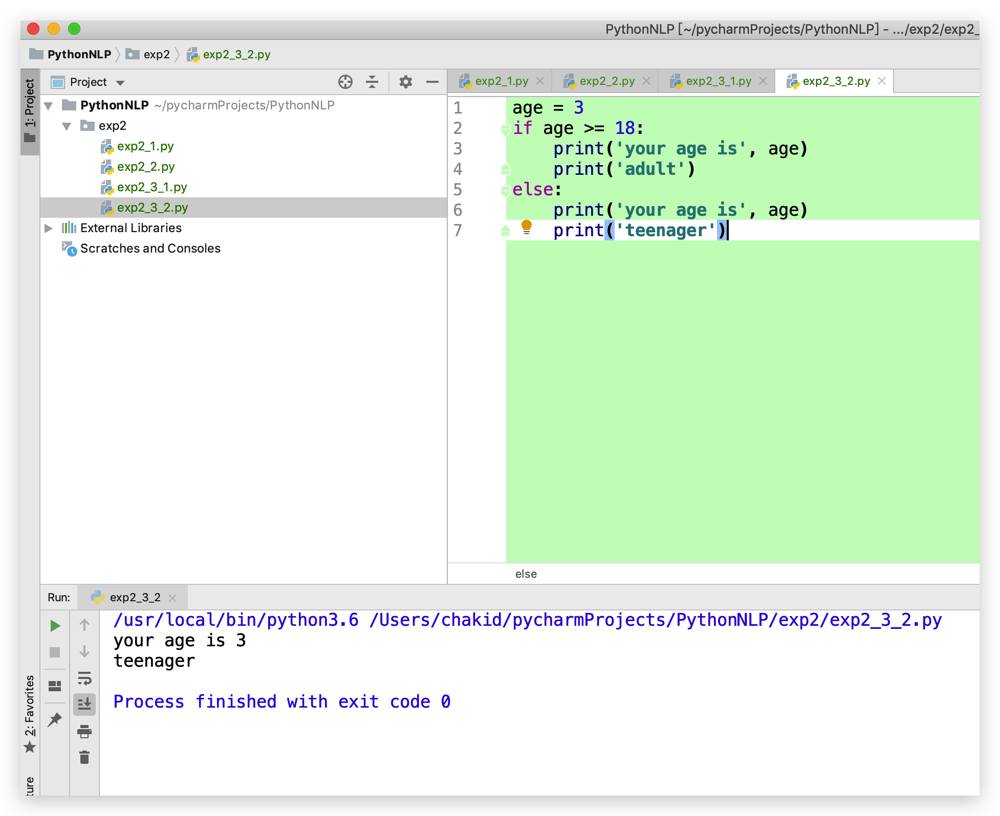 PythonNLP [~/pycharmProjects/PythonNLP] - .../exp2/exp2_
PythonNLP exp2 exp2_3_2.py
1: Project
Project
exp2_1.py exp2_2.py exp2_3_1.py exp2_3_2.py
PythonNLP ~/pycharmProjects/PythonNLP
exp2
exp2_1.py
exp2_2.py
exp2_3_1.py
exp2_3_2.py
External Libraries
Scratches and Consoles
1 age = 3
2 if age >= 18:
3     print('your age is', age)
4     print('adult')
5 else:
6     print('your age is', age)
7     print('teenager')
else
Run: exp2_3_2
/usr/local/bin/python3.6 /Users/chakid/pycharmProjects/PythonNLP/exp2/exp2_3_2.py
your age is 3
teenager
Process finished with exit code 0
2: Favorites
ture